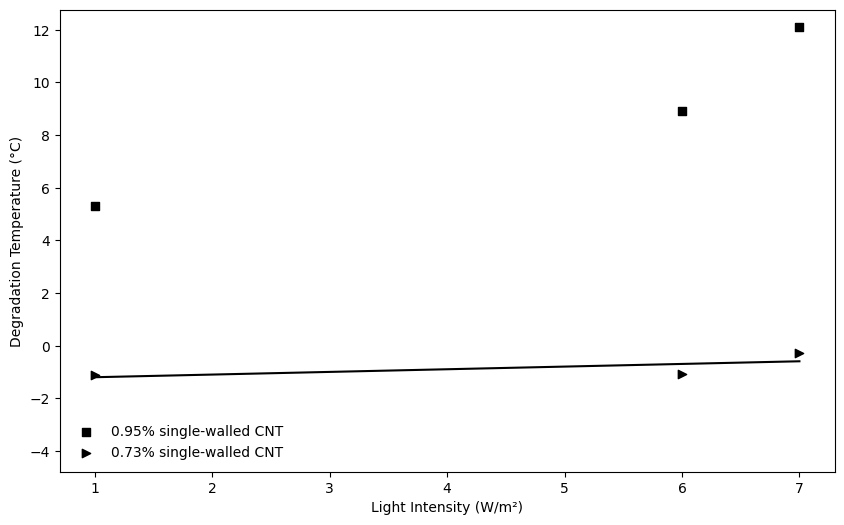 12
10
8
6
4
2
0
−2
−4
Degradation Temperature (°C)
0.95% single-walled CNT
0.73% single-walled CNT
1 2 3 4 5 6 7
Light Intensity (W/m²)